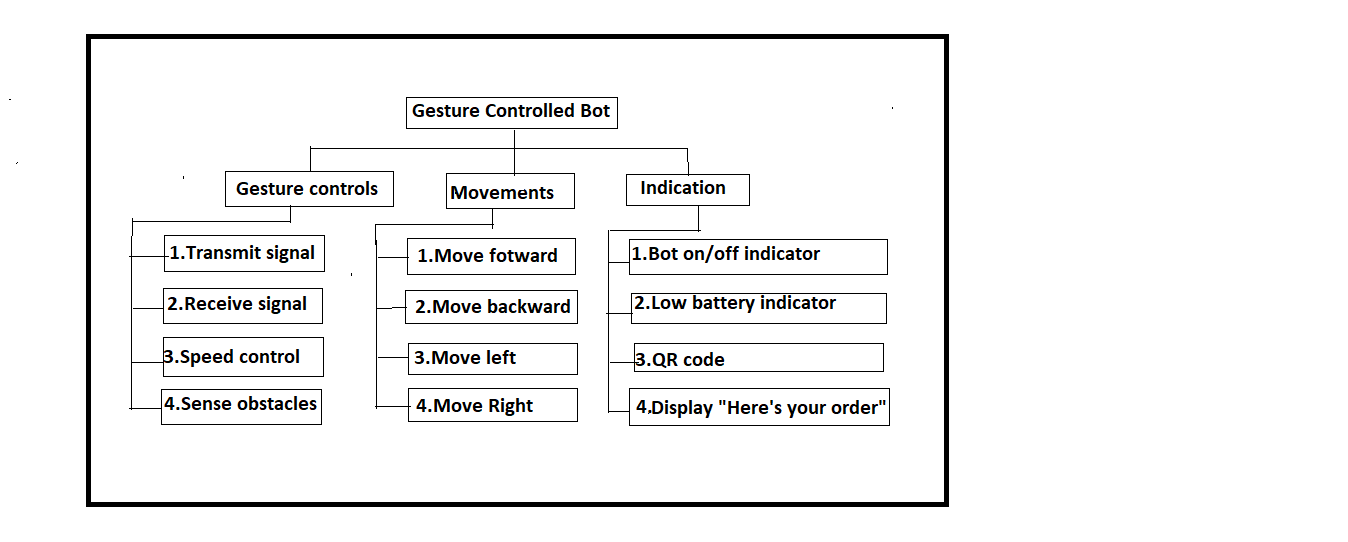 Gesture Controlled Bot
Gesture controls
Movements
Indication
1.Transmit signal
2.Receive signal
3.Speed control
4.Sense obstacles
1.Move fotward
2.Move backward
3.Move left
4.Move Right
1.Bot on/off indicator
2.Low battery indicator
3.QR code
4.Display "Here's your order"